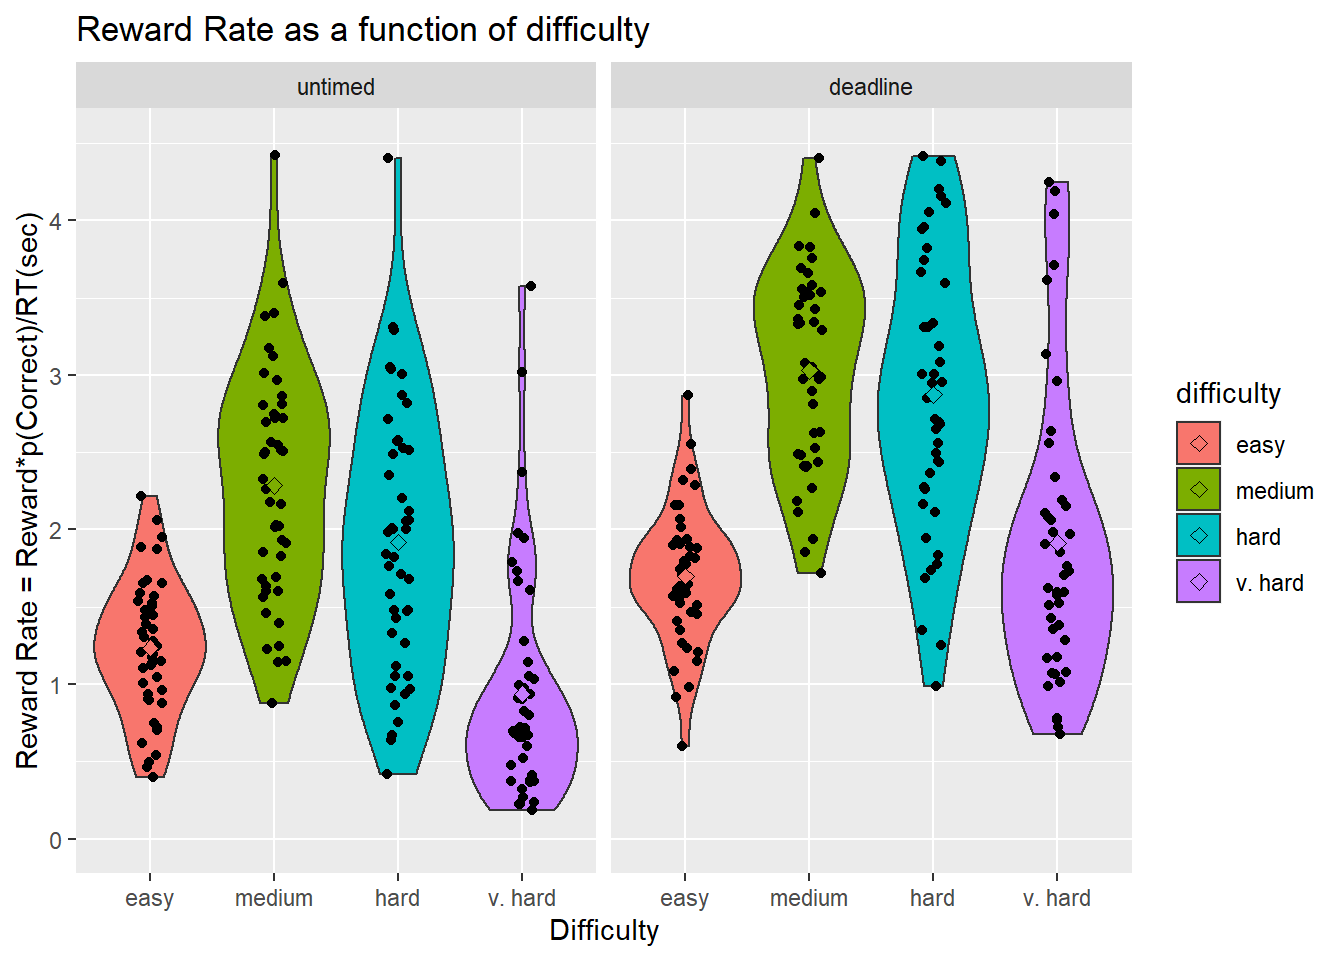 Reward Rate as a function of difficulty
untimed
deadline
Reward Rate = Reward*p(Correct)/RT(sec)
4
3
2
1
0
easy medium hard v. hard
easy medium hard v. hard
Difficulty
difficulty
easy
medium
hard
v. hard